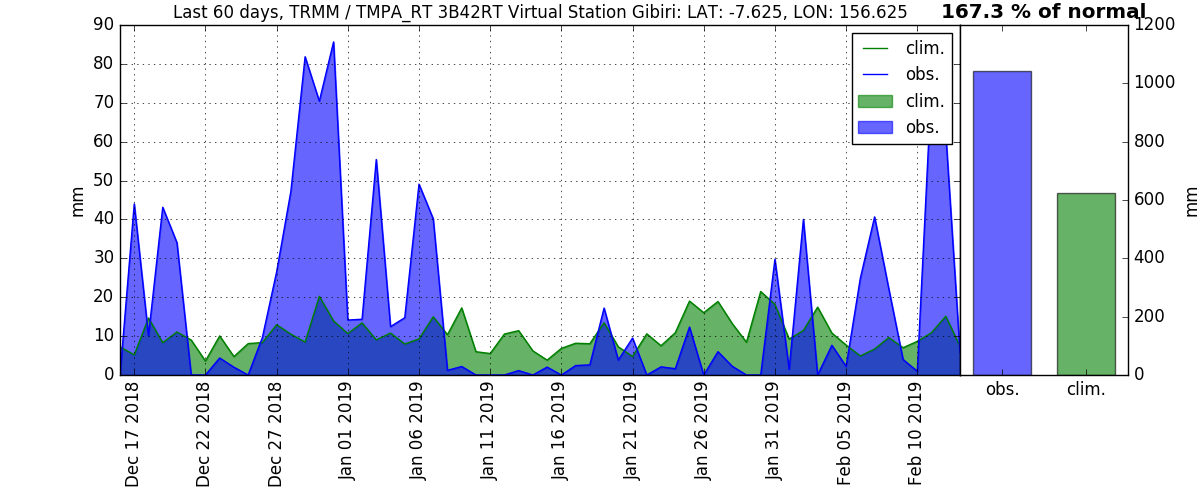 Last 60 days, TRMM / TMPA_RT 3B42RT Virtual Station Gibiri: LAT: -7.625, LON: 156.625
167.3 % of normal
90
80
70
60
50
40
30
20
10
0
mm
clim.
obs.
clim.
obs.
Dec 17 2018
Dec 22 2018
Dec 27 2018
Jan 01 2019
Jan 06 2019
Jan 11 2019
Jan 16 2019
Jan 21 2019
Jan 26 2019
Jan 31 2019
Feb 05 2019
Feb 10 2019
1200
1000
800
600
400
200
0
mm
obs.
clim.